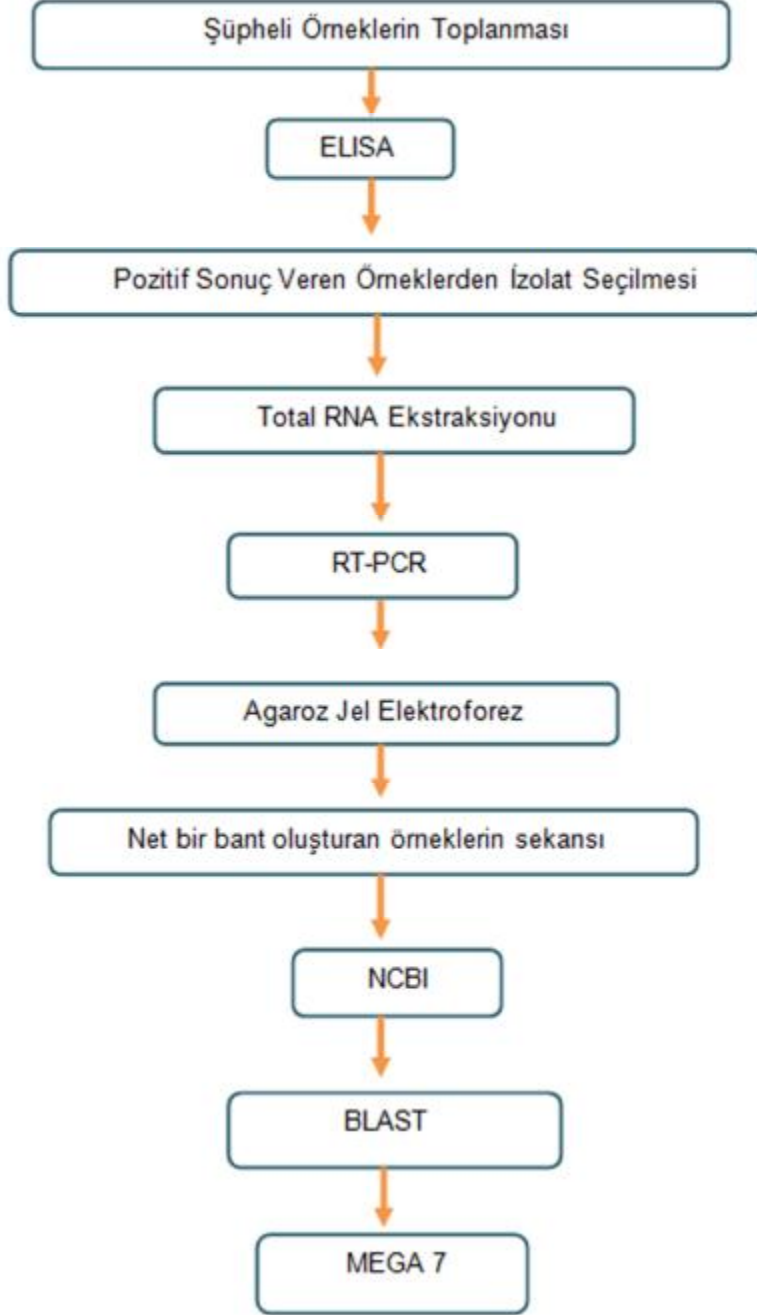 Şüpheli Örneklerin Toplanması
ELISA
Pozitif Sonuç Veren Örneklerden İzolat Seçilmesi
Total RNA Ekstraksiyonu
RT-PCR
Agaroz Jel Elektroforez
Net bir bant oluşturan örneklerin sekansı
NCBI
BLAST
MEGA 7